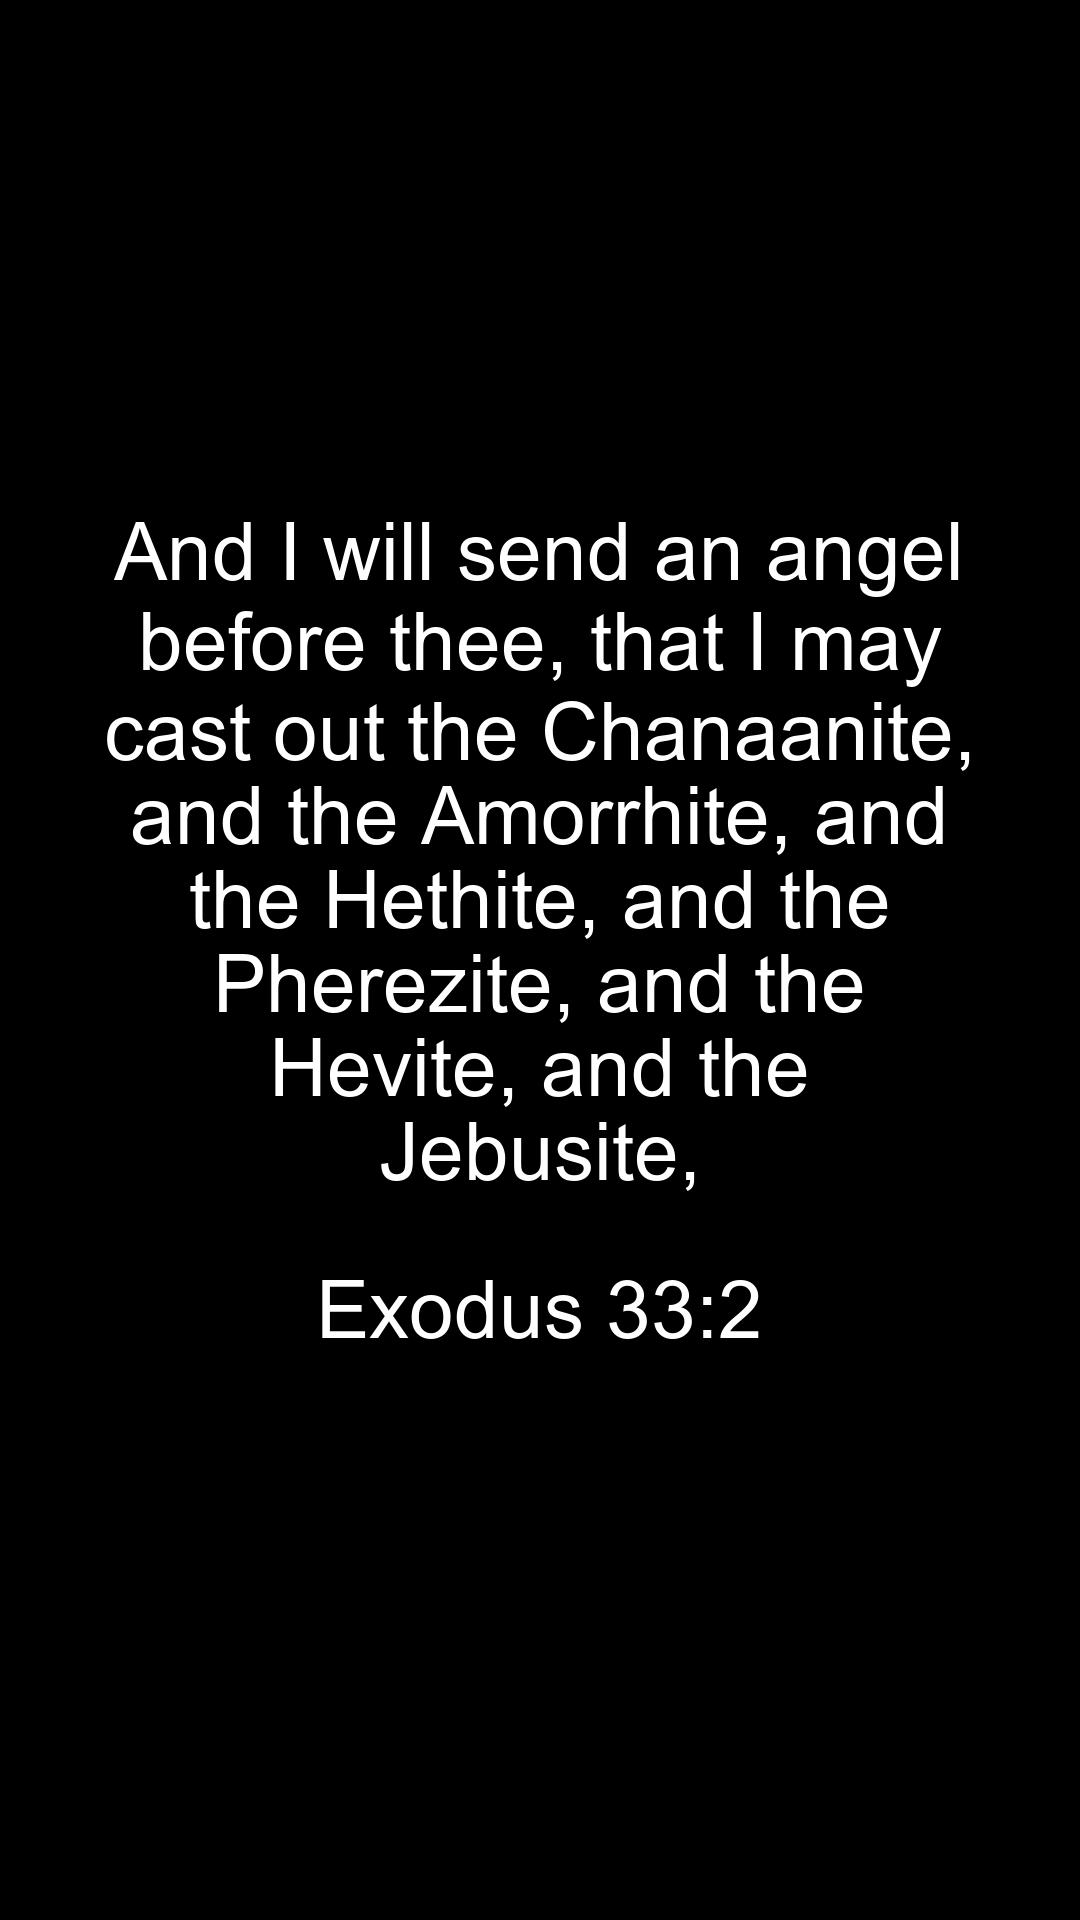 And I will send an angel
before thee, that I may
cast out the Chanaanite,
and the Amorrhite, and
the Hethite, and the
Pherezite, and the
Hevite, and the
Jebusite,
Exodus 33:2